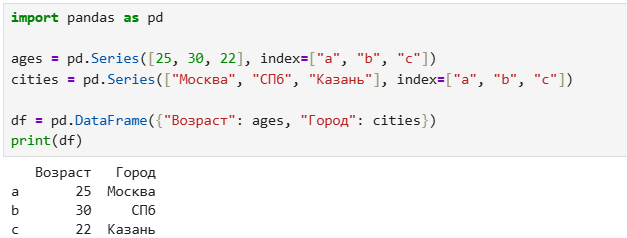 import pandas as pd
ages = pd.Series([25, 30, 22], index=["a", "b", "c"])
cities = pd.Series(["Москва", "СПб", "Казань"], index=["a", "b", "c"])
df = pd.DataFrame({"Возраст": ages, "Город": cities})
print(df)
   Возраст   Город
a       25  Москва
b       30     СПб
c       22  Казань